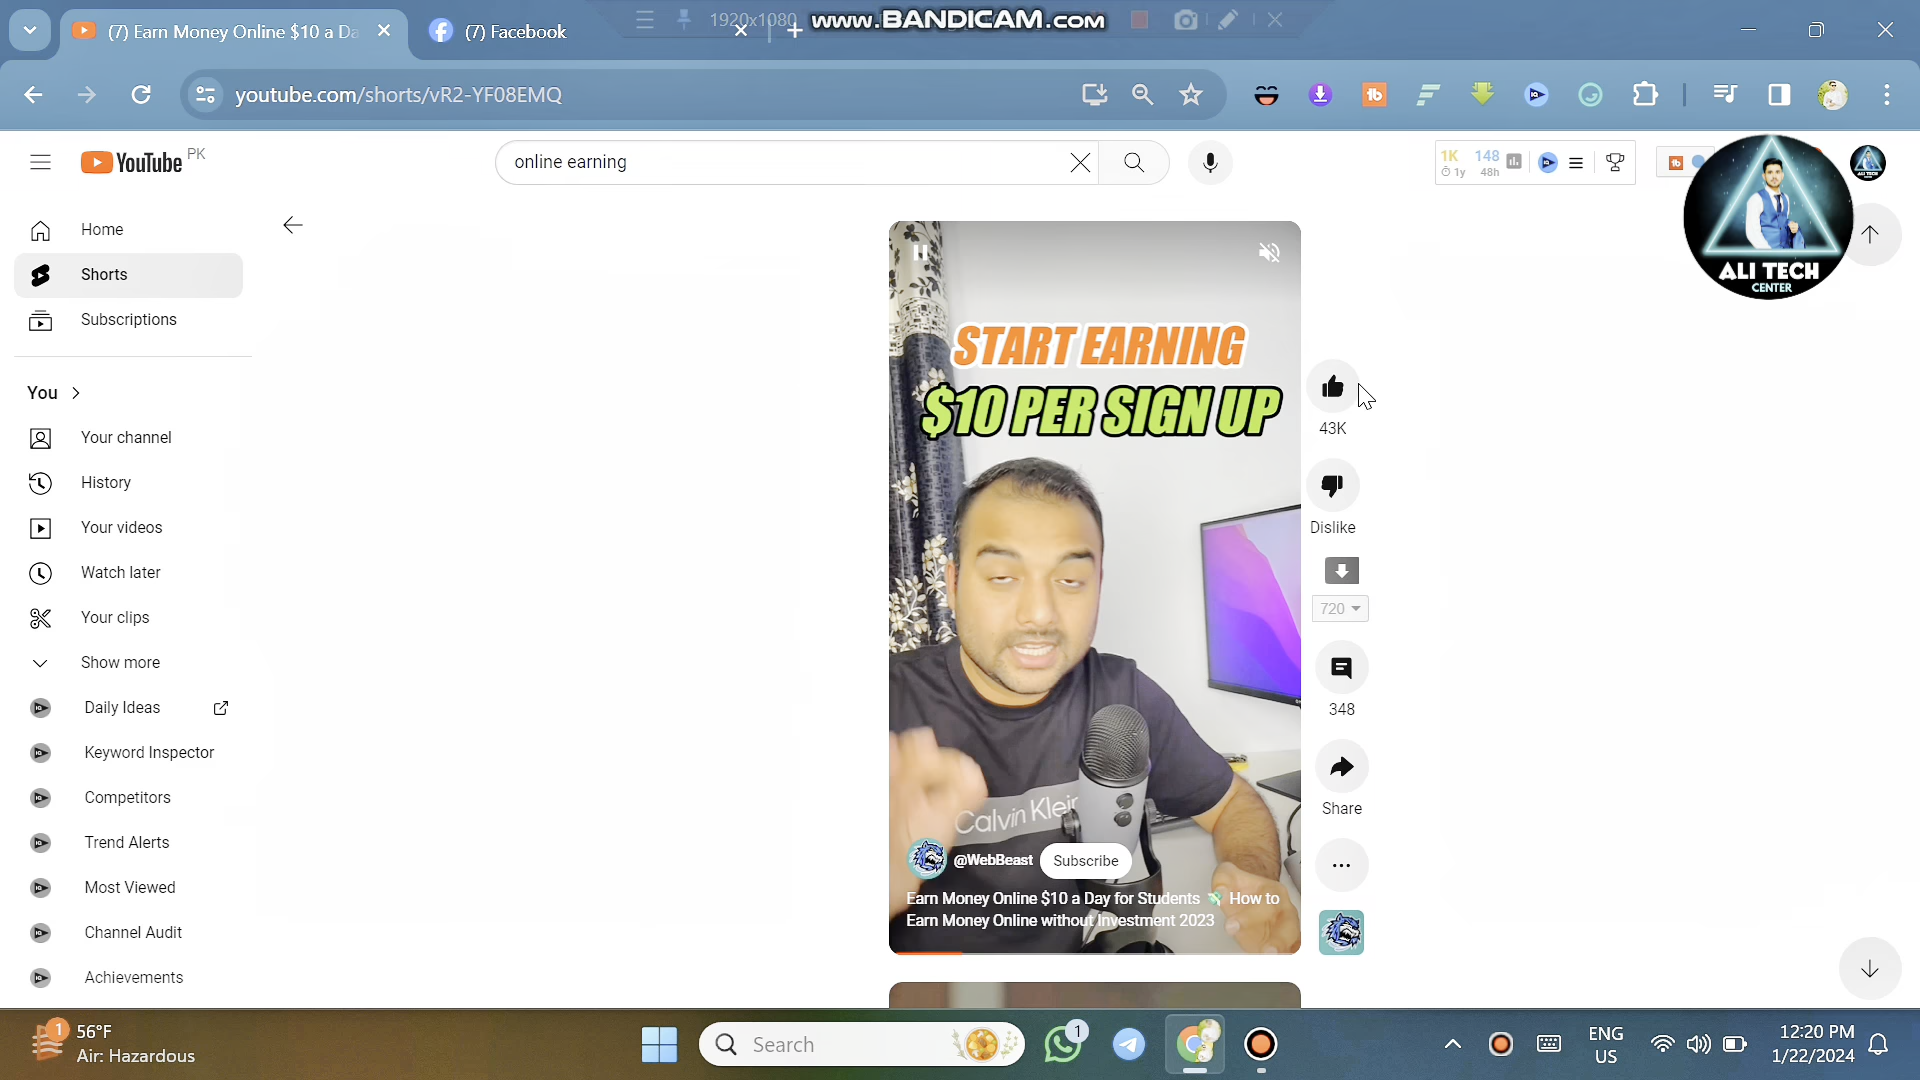 (7) Earn Money Online $10 a Da
(7) Facebook
1920x1080
www.BANDICAM.com
youtube.com/shorts/vR2-YF08EMQ
YouTube PK
online earning
1K
1y
148
48h
Home
Shorts
Subscriptions
You
Your channel
History
Your videos
Watch later
Your clips
Show more
Daily Ideas
Keyword Inspector
Competitors
Trend Alerts
Most Viewed
Channel Audit
Achievements
START EARNING
$10 PER SIGN UP
Calvin Klein
@WebBeast
Subscribe
Earn Money Online $10 a Day for Students 💸 How to
Earn Money Online without Investment 2023
43K
Dislike
720
348
Share
ALI TECH
CENTER
1
56°F
Air: Hazardous
Search
1
ENG
US
12:20 PM
1/22/2024